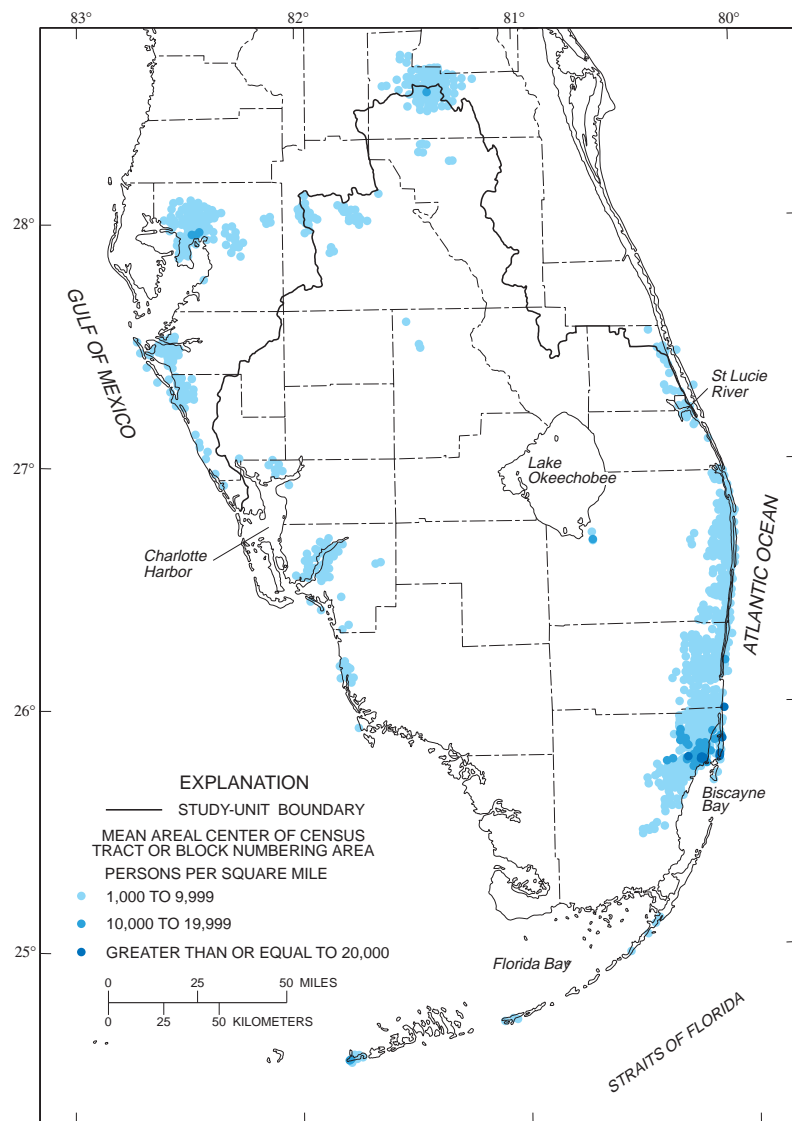 83°
82°
81°
80°
28°
27°
26°
25°
GULF OF MEXICO
St Lucie
River
Lake
Okeechobee
Charlotte
Harbor
ATLANTIC OCEAN
Biscayne
Bay
Florida Bay
STRAITS OF FLORIDA
EXPLANATION
STUDY-UNIT BOUNDARY
MEAN AREAL CENTER OF CENSUS
TRACT OR BLOCK NUMBERING AREA
PERSONS PER SQUARE MILE
1,000 TO 9,999
10,000 TO 19,999
GREATER THAN OR EQUAL TO 20,000
0 25 50 MILES
0 25 50 KILOMETERS